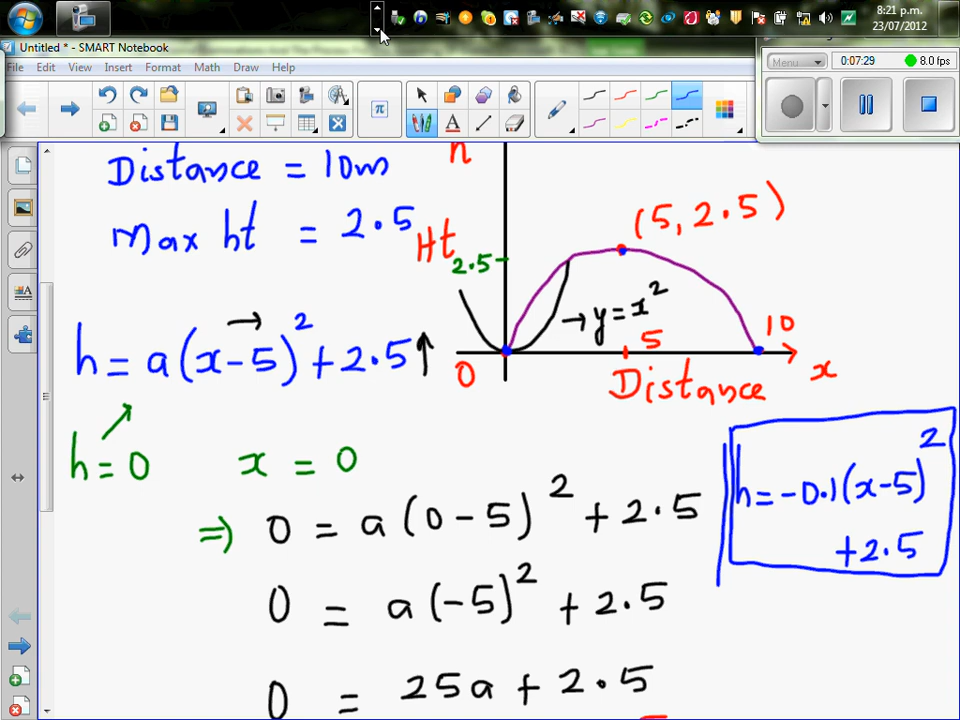 8:21 p.m.
23/07/2012
Untitled * - SMART Notebook
File Edit View Insert Format Math Draw Help
Menu
0:07:29
8.0 fps
Distance = 10m
Max ht = 2.5
h
Ht
2.5
(5, 2.5)
→ y = x²
0
5
10
x
Distance
h = a(x-5)² + 2.5 ↑
h = 0 x = 0
⇒ 0 = a(0-5)² + 2.5
0 = a(-5)² + 2.5
0 = 25a + 2.5
h = -0.1(x-5)²
+2.5